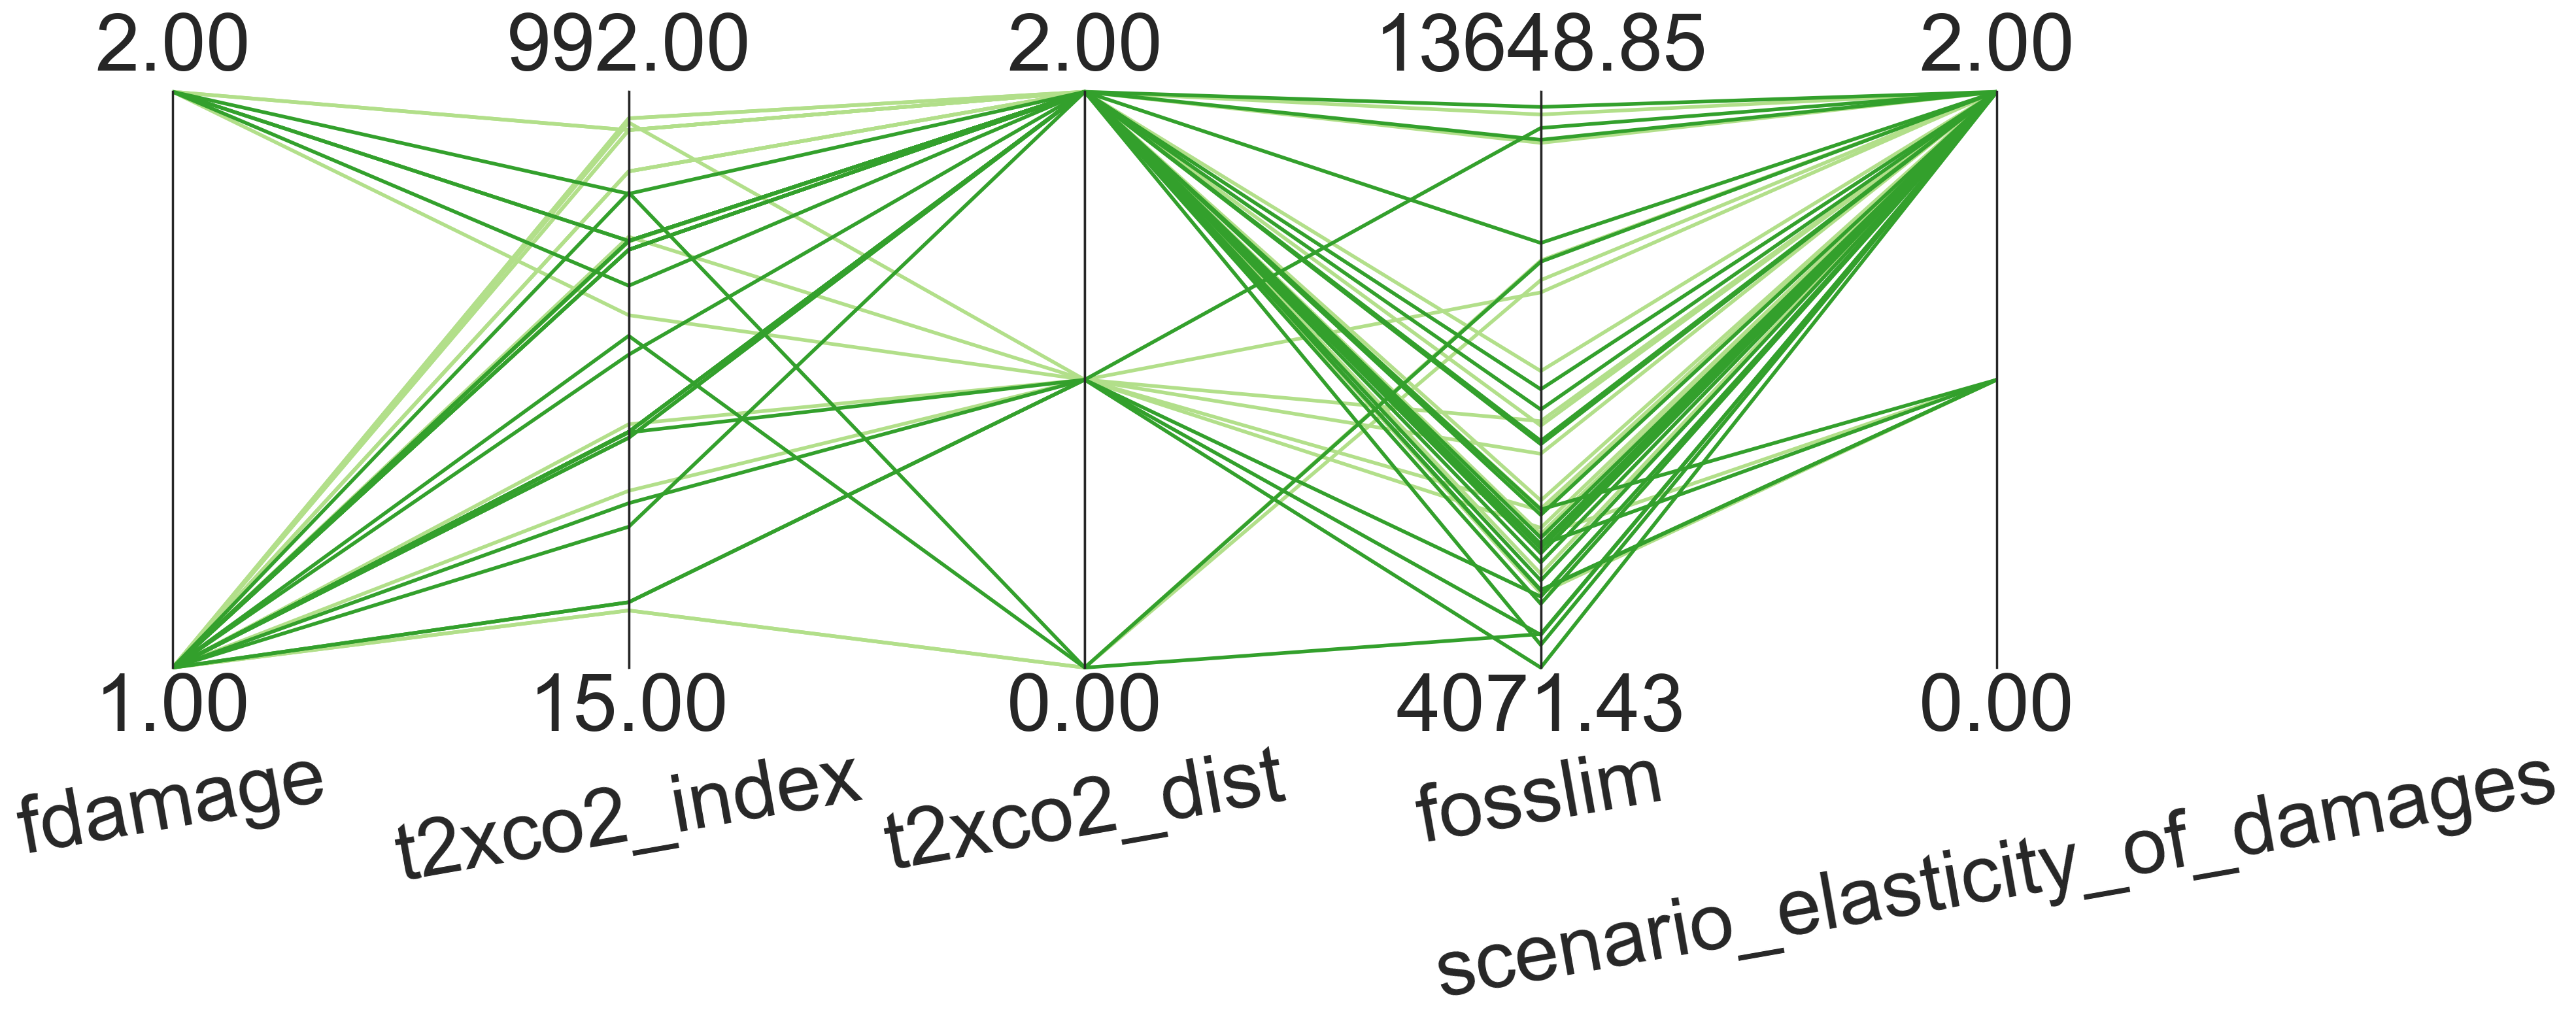 2.00 992.00 2.00 13648.85 2.00
1.00 15.00 0.00 4071.43 0.00
fdamage t2xco2_index t2xco2_dist fosslim scenario_elasticity_of_damages